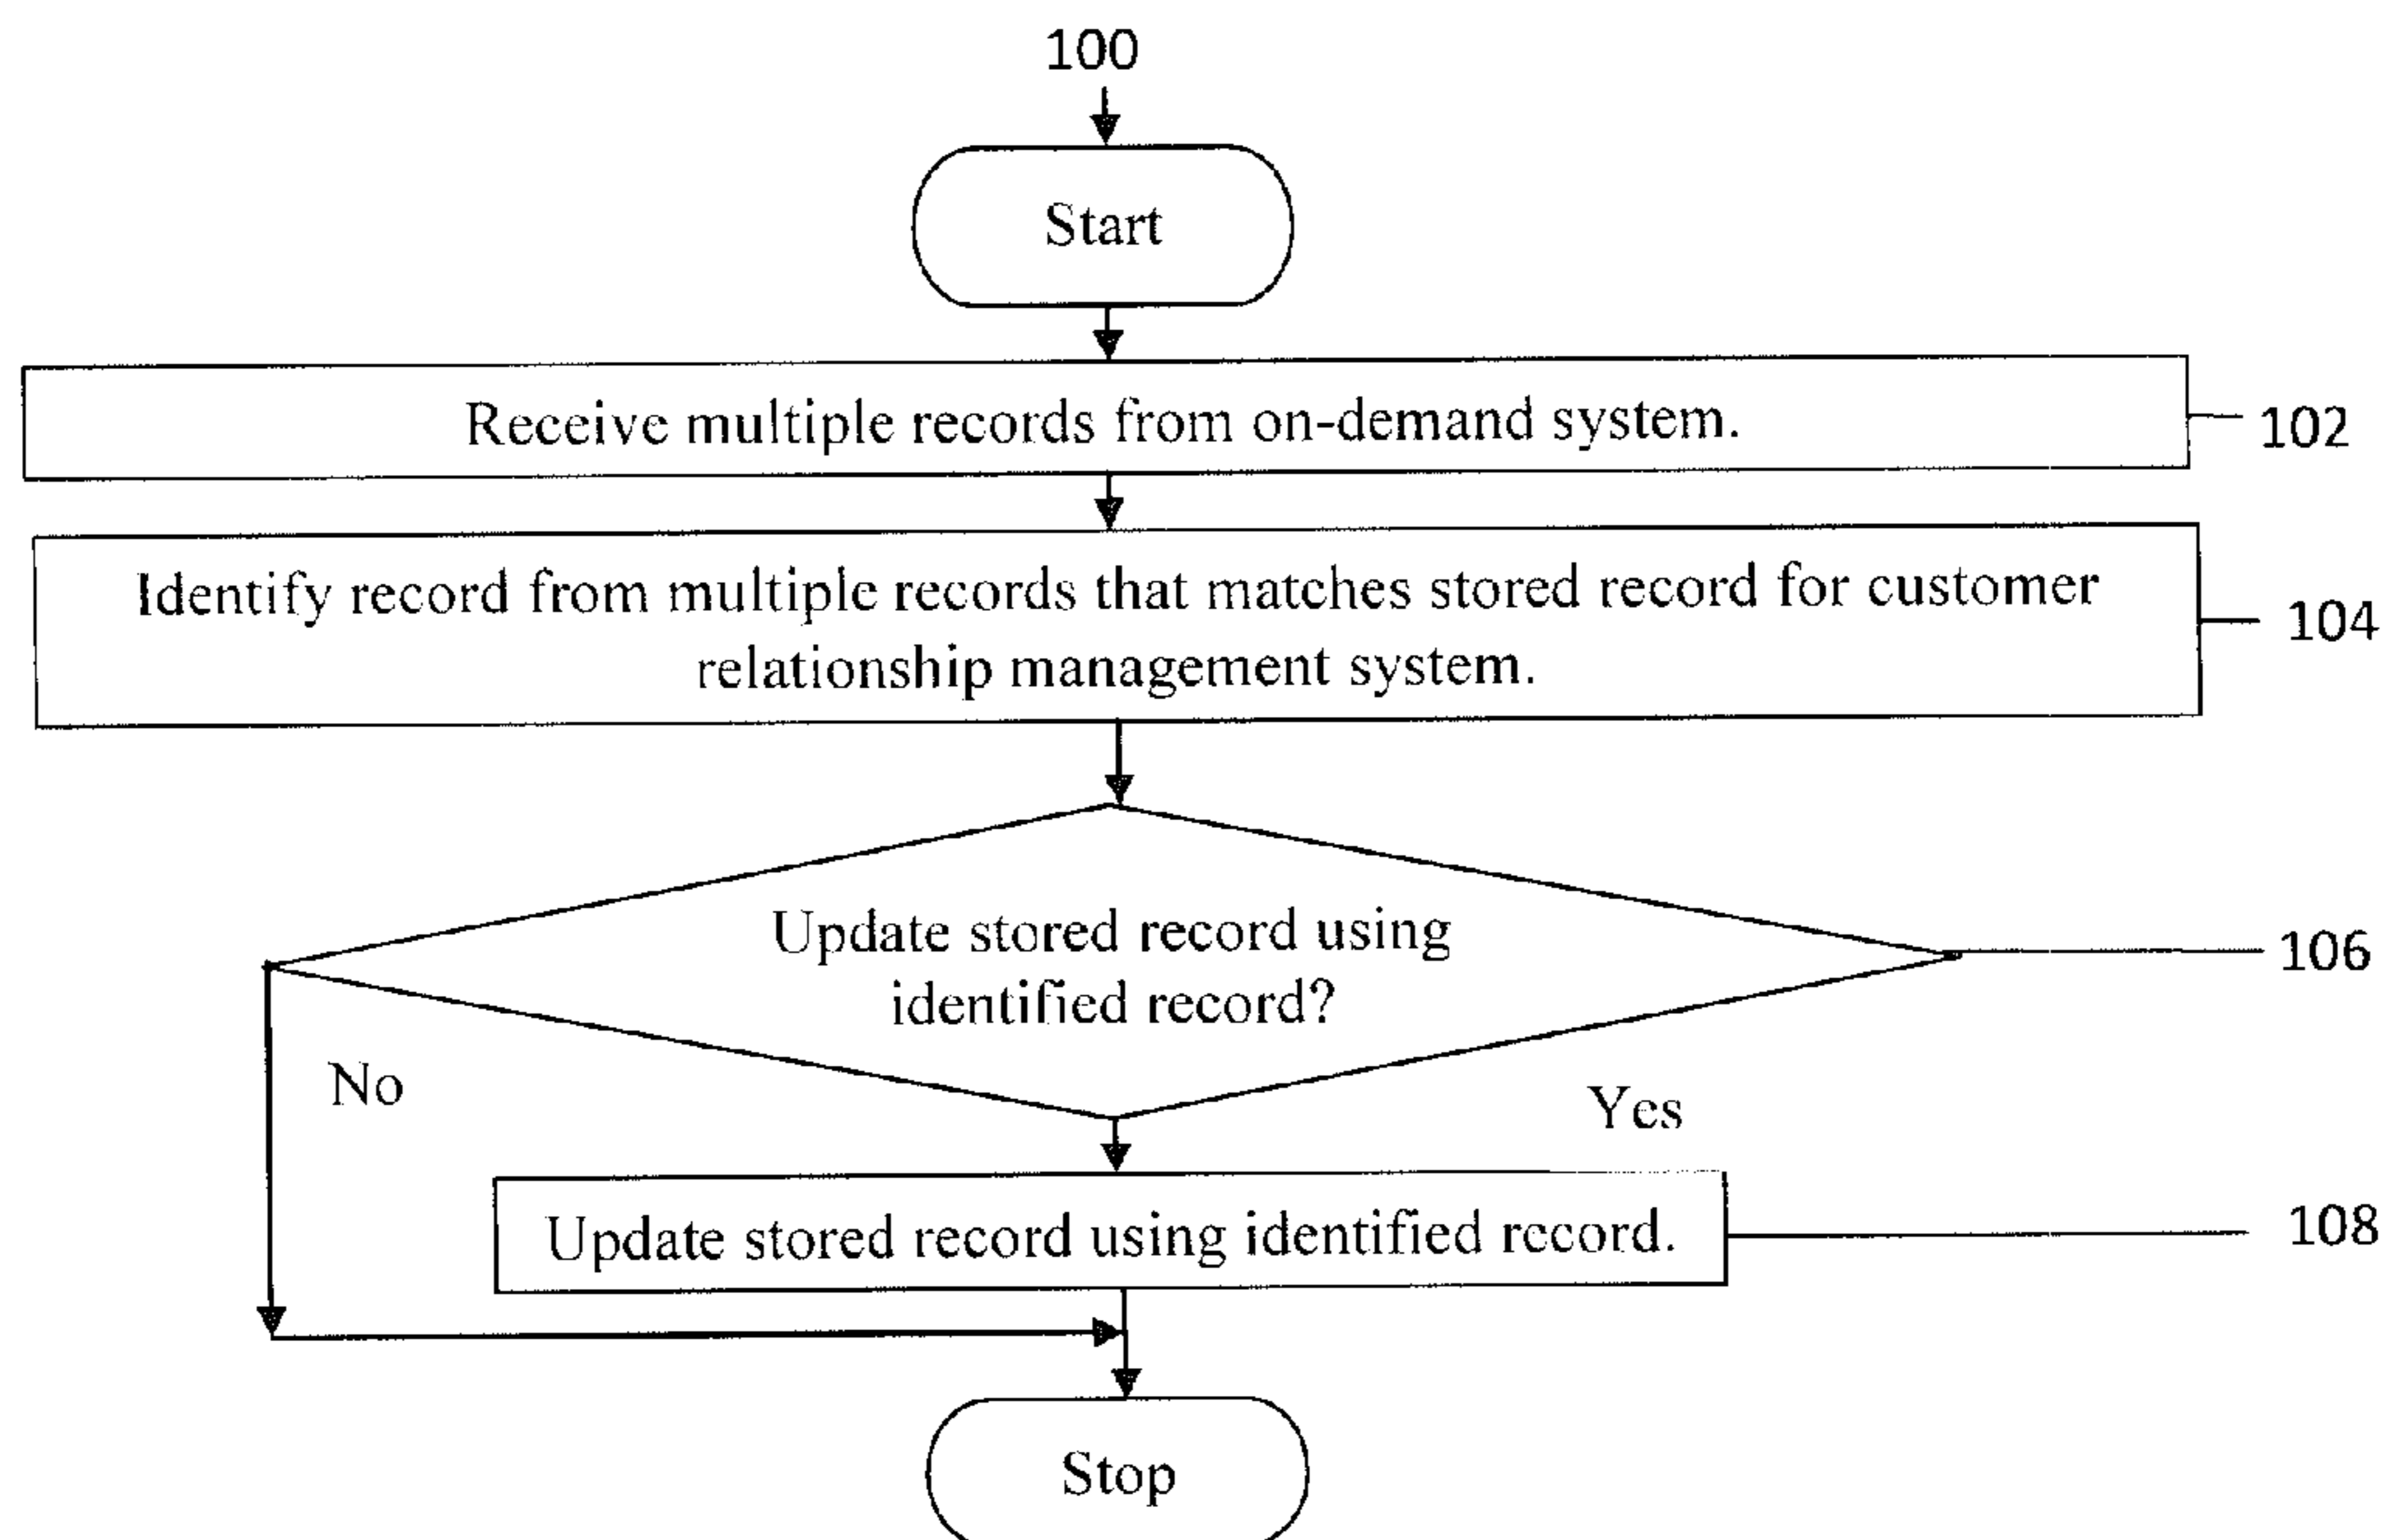 100
Start
Receive multiple records from on-demand system.
102
Identify record from multiple records that matches stored record for customer
relationship management system.
104
Update stored record using
identified record?
106
No
Yes
Update stored record using identified record.
108
Stop